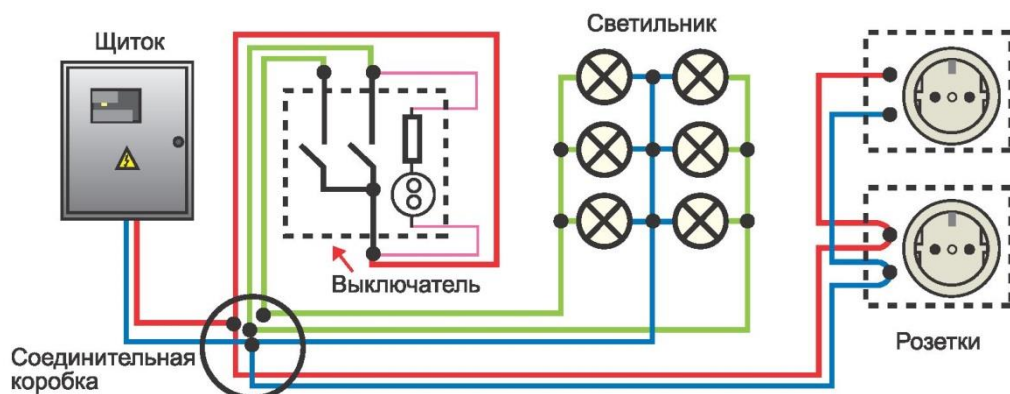 Щиток
Светильник
Выключатель
Соединительная
коробка
Розетки